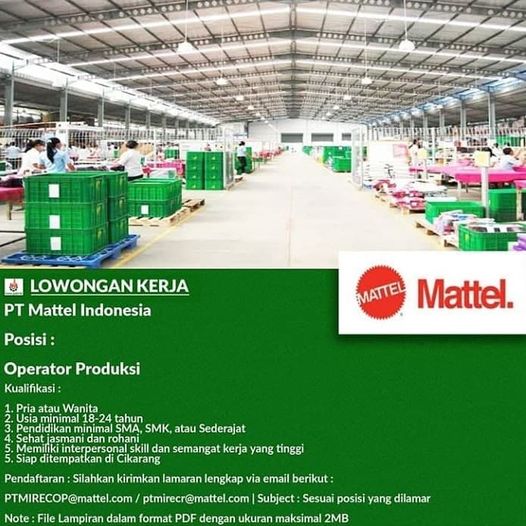 LOWONGAN KERJA
PT Mattel Indonesia
MATTEL
Mattel.
Posisi :
Operator Produksi
Kualifikasi :
1. Pria atau Wanita
2. Usia minimal 18-24 tahun
3. Pendidikan minimal SMA, SMK, atau Sederajat
4. Sehat jasmani dan rohani
5. Memiliki interpersonal skill dan semangat kerja yang tinggi
5. Siap ditempatkan di Cikarang
Pendaftaran : Silahkan kirimkan lamaran lengkap via email berikut :
PTMIRECOP@mattel.com / ptmirecr@mattel.com | Subject : Sesuai posisi yang dilamar
Note : File Lampiran dalam format PDF dengan ukuran maksimal 2MB